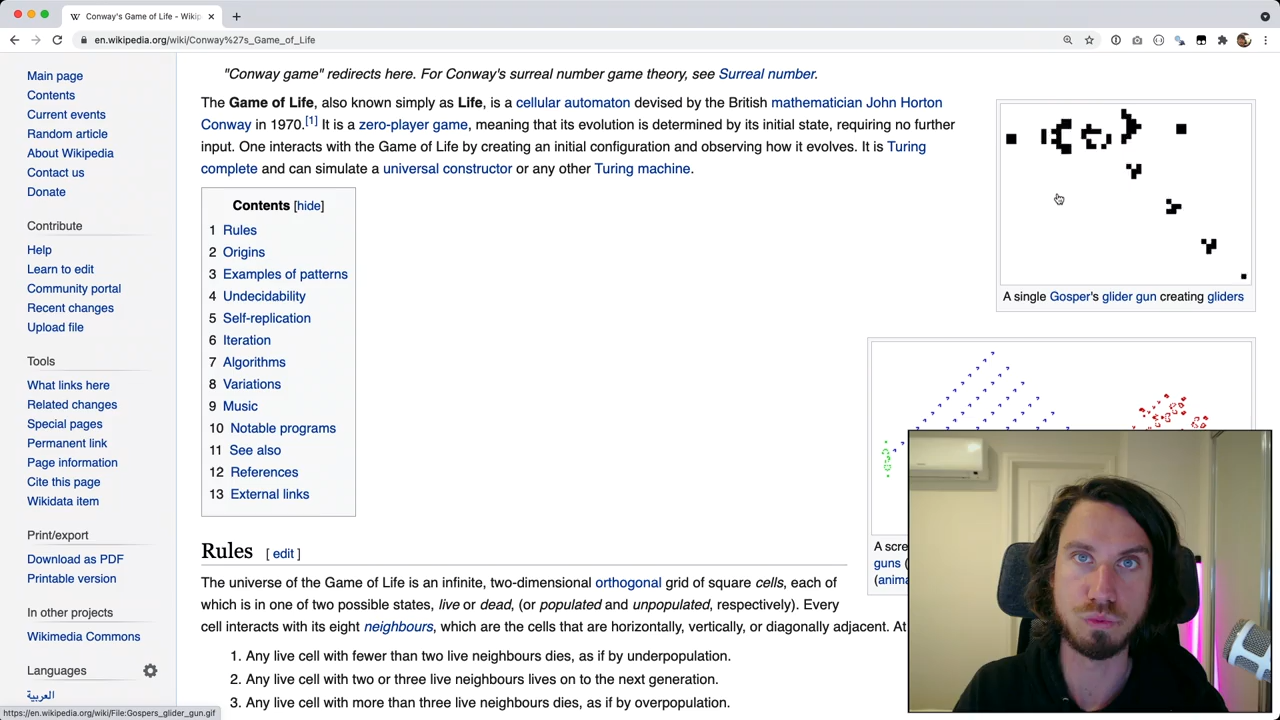 Conway's Game of Life - Wikip
en.wikipedia.org/wiki/Conway%27s_Game_of_Life
Main page
Contents
Current events
Random article
About Wikipedia
Contact us
Donate
Contribute
Help
Learn to edit
Community portal
Recent changes
Upload file
Tools
What links here
Related changes
Special pages
Permanent link
Page information
Cite this page
Wikidata item
Print/export
Download as PDF
Printable version
In other projects
Wikimedia Commons
Languages
العربية
https://en.wikipedia.org/wiki/File:Gospers_glider_gun.gif
"Conway game" redirects here. For Conway's surreal number game theory, see Surreal number.
The Game of Life, also known simply as Life, is a cellular automaton devised by the British mathematician John Horton
Conway in 1970.[1] It is a zero-player game, meaning that its evolution is determined by its initial state, requiring no further
input. One interacts with the Game of Life by creating an initial configuration and observing how it evolves. It is Turing
complete and can simulate a universal constructor or any other Turing machine.
Contents [hide]
1 Rules
2 Origins
3 Examples of patterns
4 Undecidability
5 Self-replication
6 Iteration
7 Algorithms
8 Variations
9 Music
10 Notable programs
11 See also
12 References
13 External links
A single Gosper's glider gun creating gliders
A scre
guns (
(anima
Rules [ edit ]
The universe of the Game of Life is an infinite, two-dimensional orthogonal grid of square cells, each of
which is in one of two possible states, live or dead, (or populated and unpopulated, respectively). Every
cell interacts with its eight neighbours, which are the cells that are horizontally, vertically, or diagonally adjacent. At
1. Any live cell with fewer than two live neighbours dies, as if by underpopulation.
2. Any live cell with two or three live neighbours lives on to the next generation.
3. Any live cell with more than three live neighbours dies, as if by overpopulation.